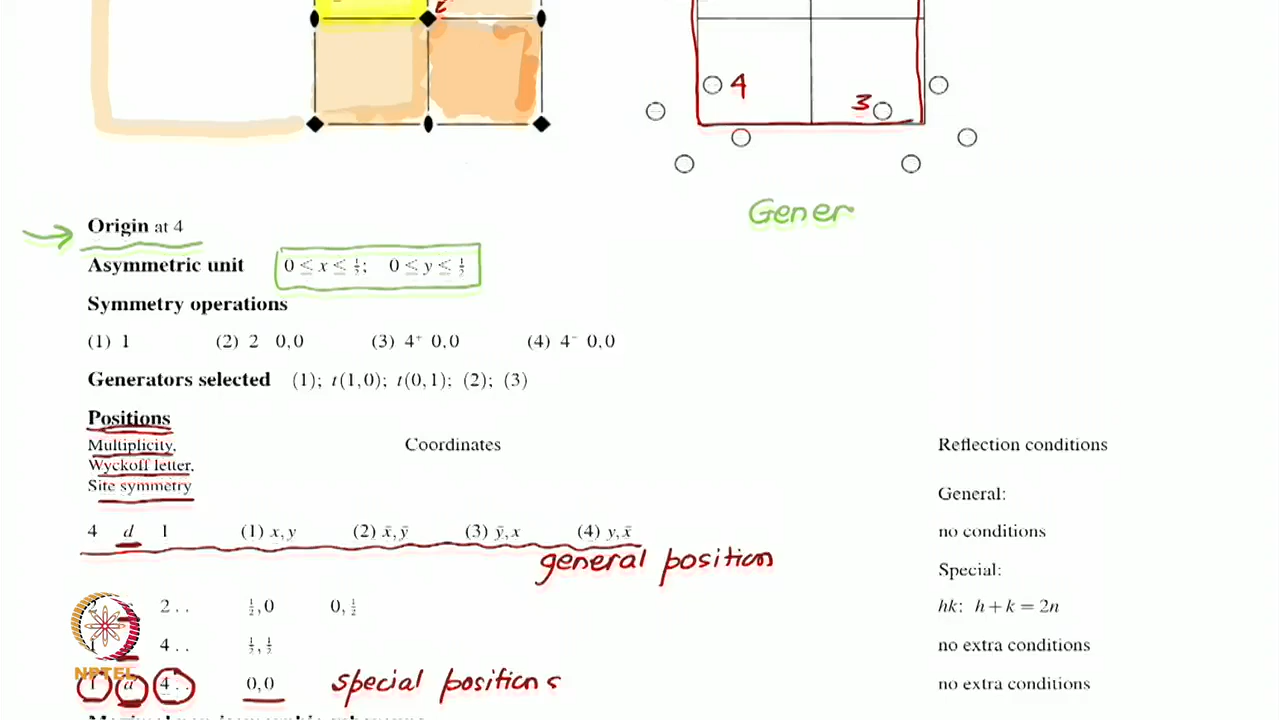 4
3
Gener
Origin at 4
Asymmetric unit 0 ≤ x ≤ ½; 0 ≤ y ≤ ½
Symmetry operations
(1) 1 (2) 2 0,0 (3) 4⁺ 0,0 (4) 4⁻ 0,0
Generators selected (1); t(1,0); t(0,1); (2); (3)
Positions
Multiplicity,
Wyckoff letter,
Site symmetry
Coordinates
Reflection conditions
General:
4 d 1 (1) x,y (2) x̄,ȳ (3) ȳ,x (4) y,x̄ no conditions
general position
Special:
2 2 . . ½,0 0,½ hk: h + k = 2n
1 4 . . ½,½ no extra conditions
1 a 4 . . 0,0 special positions no extra conditions
NPTEL